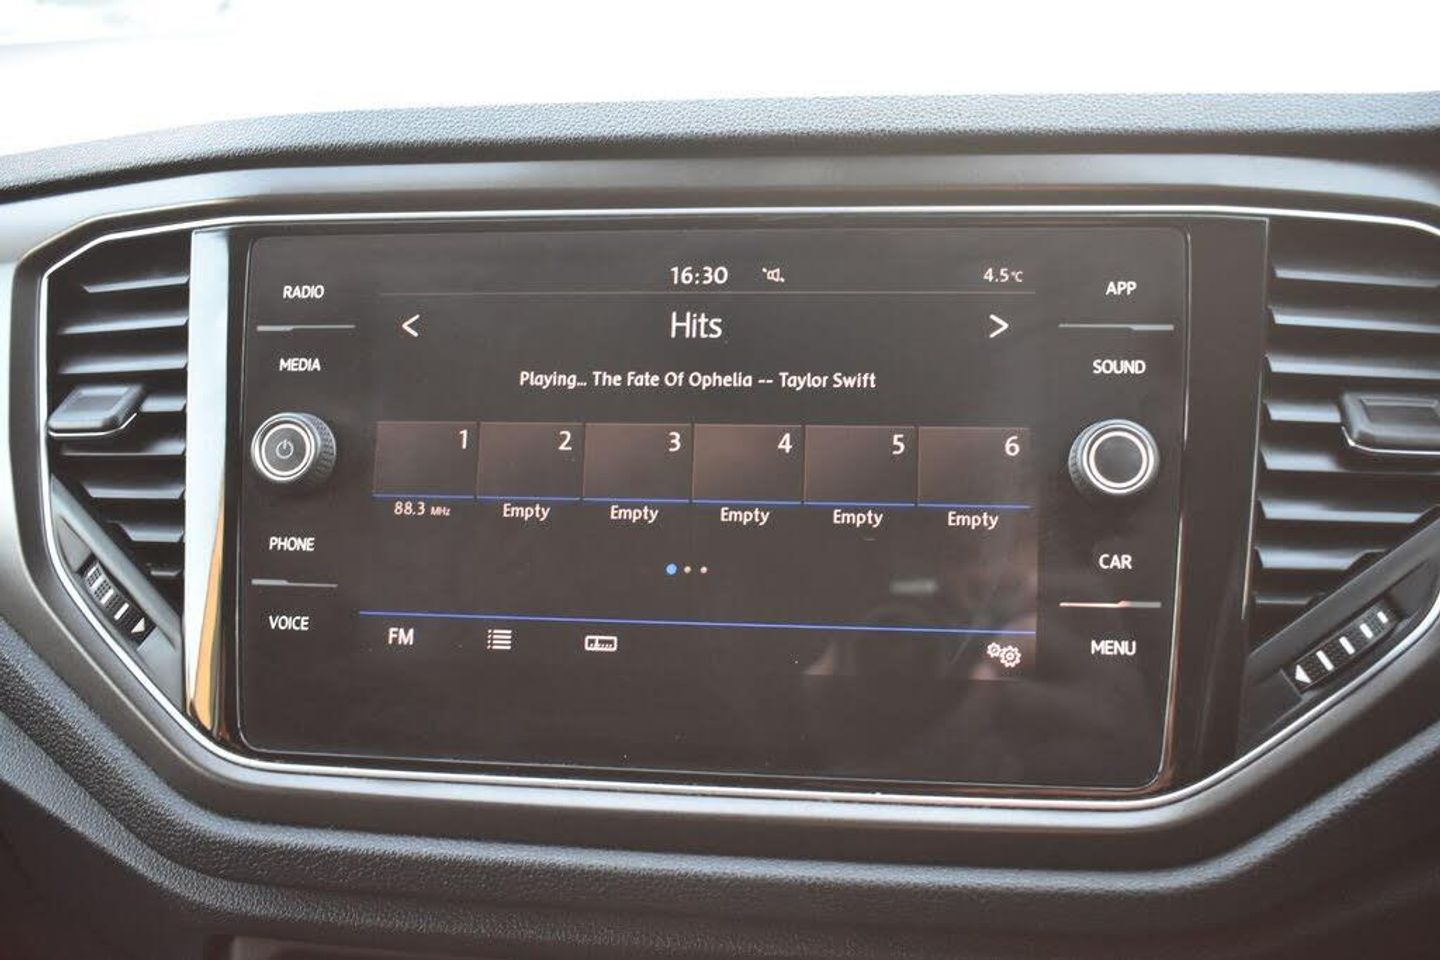 16:30 4.5°C
RADIO
APP
< Hits >
MEDIA
SOUND
Playing... The Fate Of Ophelia -- Taylor Swift
1 2 3 4 5 6
88.3 MHz Empty Empty Empty Empty Empty
PHONE
CAR
VOICE
MENU
FM